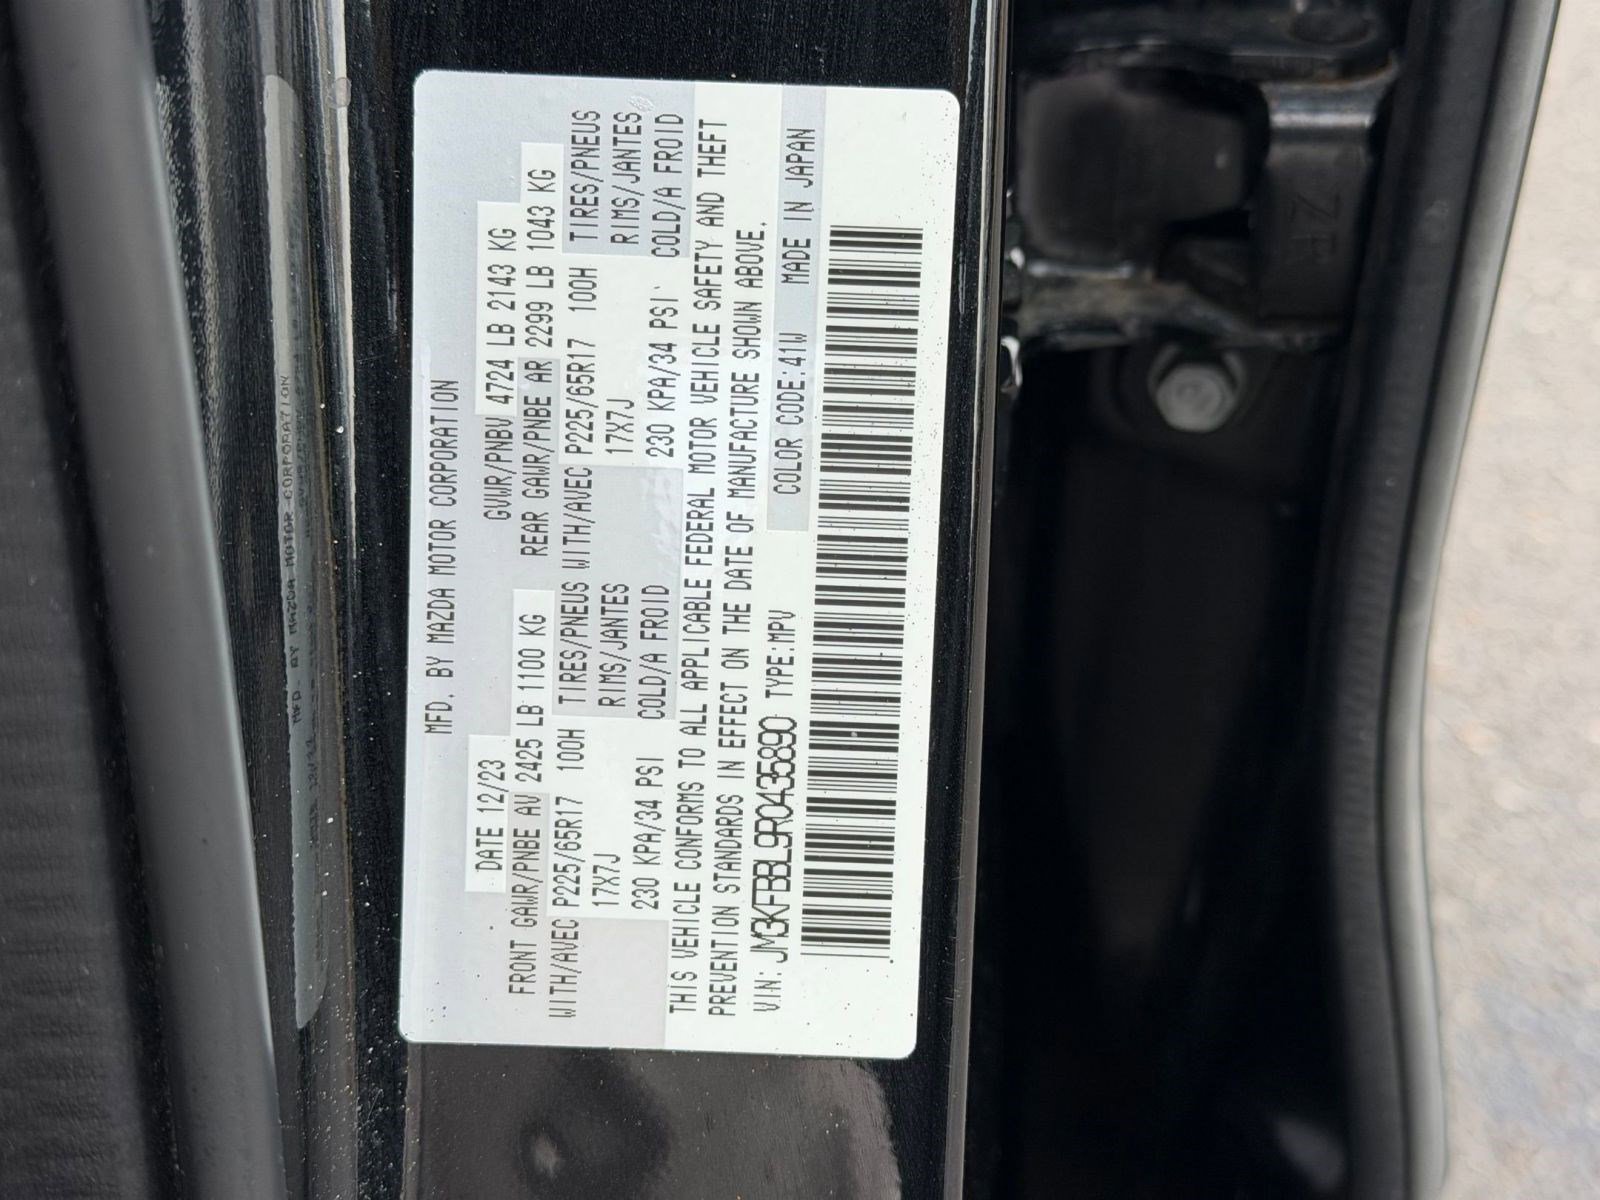 MFD. BY MAZDA MOTOR CORPORATION
DATE 12/23 GVWR/PNBV 4724 LB 2143 KG
FRONT GAWR/PNBE AV 2425 LB 1100 KG REAR GAWR/PNBE AR 2299 LB 1043 KG
WITH/AVEC P225/65R17 100H TIRES/PNEUS WITH/AVEC P225/65R17 100H TIRES/PNEUS
17X7J RIMS/JANTES 17X7J RIMS/JANTES
230 KPA/34 PSI COLD/A FROID 230 KPA/34 PSI COLD/A FROID
THIS VEHICLE CONFORMS TO ALL APPLICABLE FEDERAL MOTOR VEHICLE SAFETY AND THEFT
PREVENTION STANDARDS IN EFFECT ON THE DATE OF MANUFACTURE SHOWN ABOVE.
VIN: JM3KFBBL9R0435890 TYPE:MPV COLOR CODE:41W MADE IN JAPAN
MFD. BY MAZDA MOTOR CORPORATION